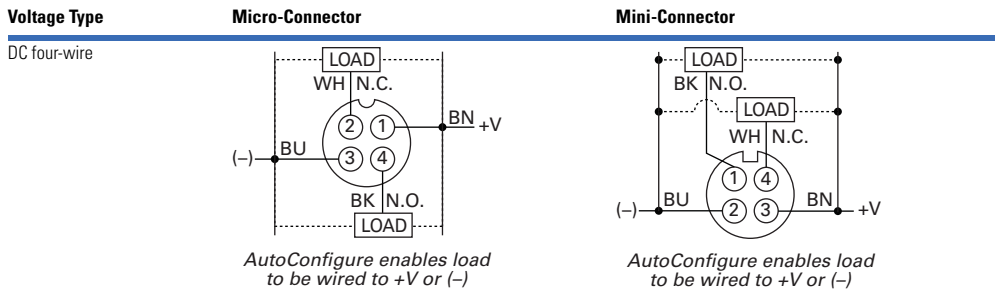 Voltage Type Micro-Connector Mini-Connector
DC four-wire
LOAD
WH N.C.
2 1
BN +V
(–) BU
3 4
BK N.O.
LOAD
AutoConfigure enables load
to be wired to +V or (–)
LOAD
BK N.O.
LOAD
WH N.C.
1 4
(–) BU
2 3
BN +V
AutoConfigure enables load
to be wired to +V or (–)